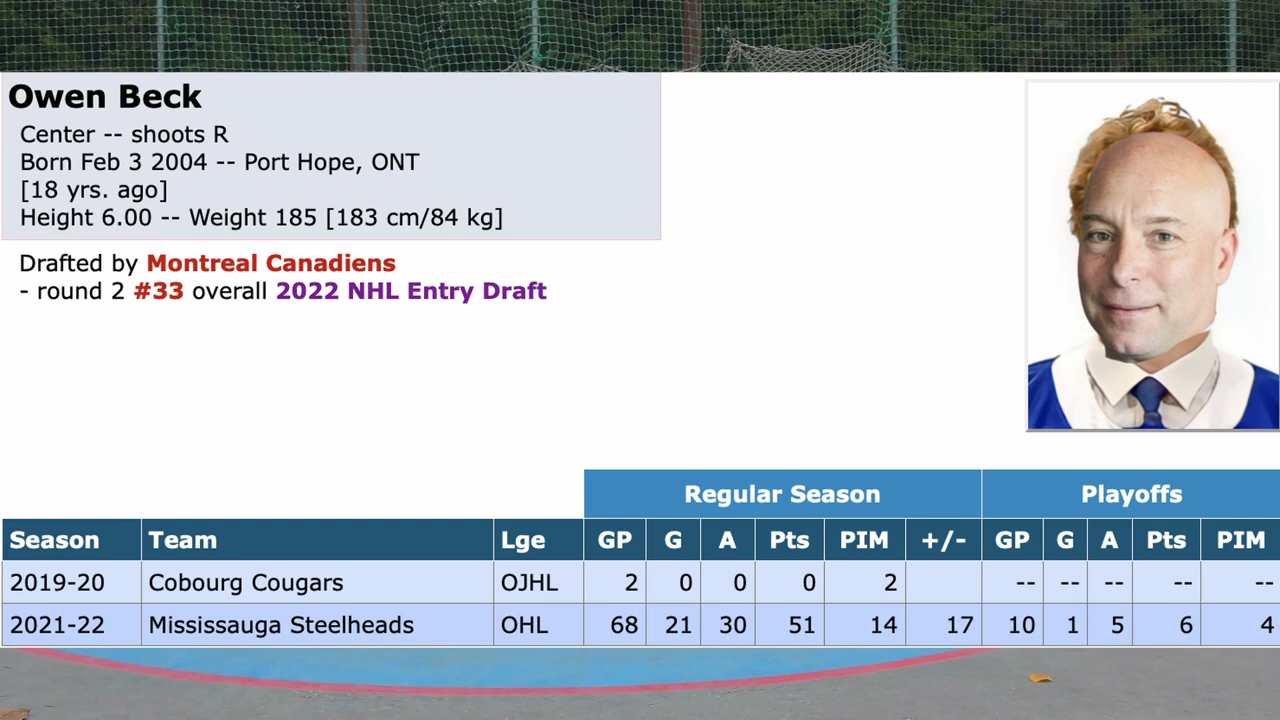 Owen Beck
Center -- shoots R
Born Feb 3 2004 -- Port Hope, ONT
[18 yrs. ago]
Height 6.00 -- Weight 185 [183 cm/84 kg]
Drafted by Montreal Canadiens
- round 2 #33 overall 2022 NHL Entry Draft
Regular Season Playoffs
Season Team Lge GP G A Pts PIM +/- GP G A Pts PIM
2019-20 Cobourg Cougars OJHL 2 0 0 0 2 -- -- -- -- --
2021-22 Mississauga Steelheads OHL 68 21 30 51 14 17 10 1 5 6 4